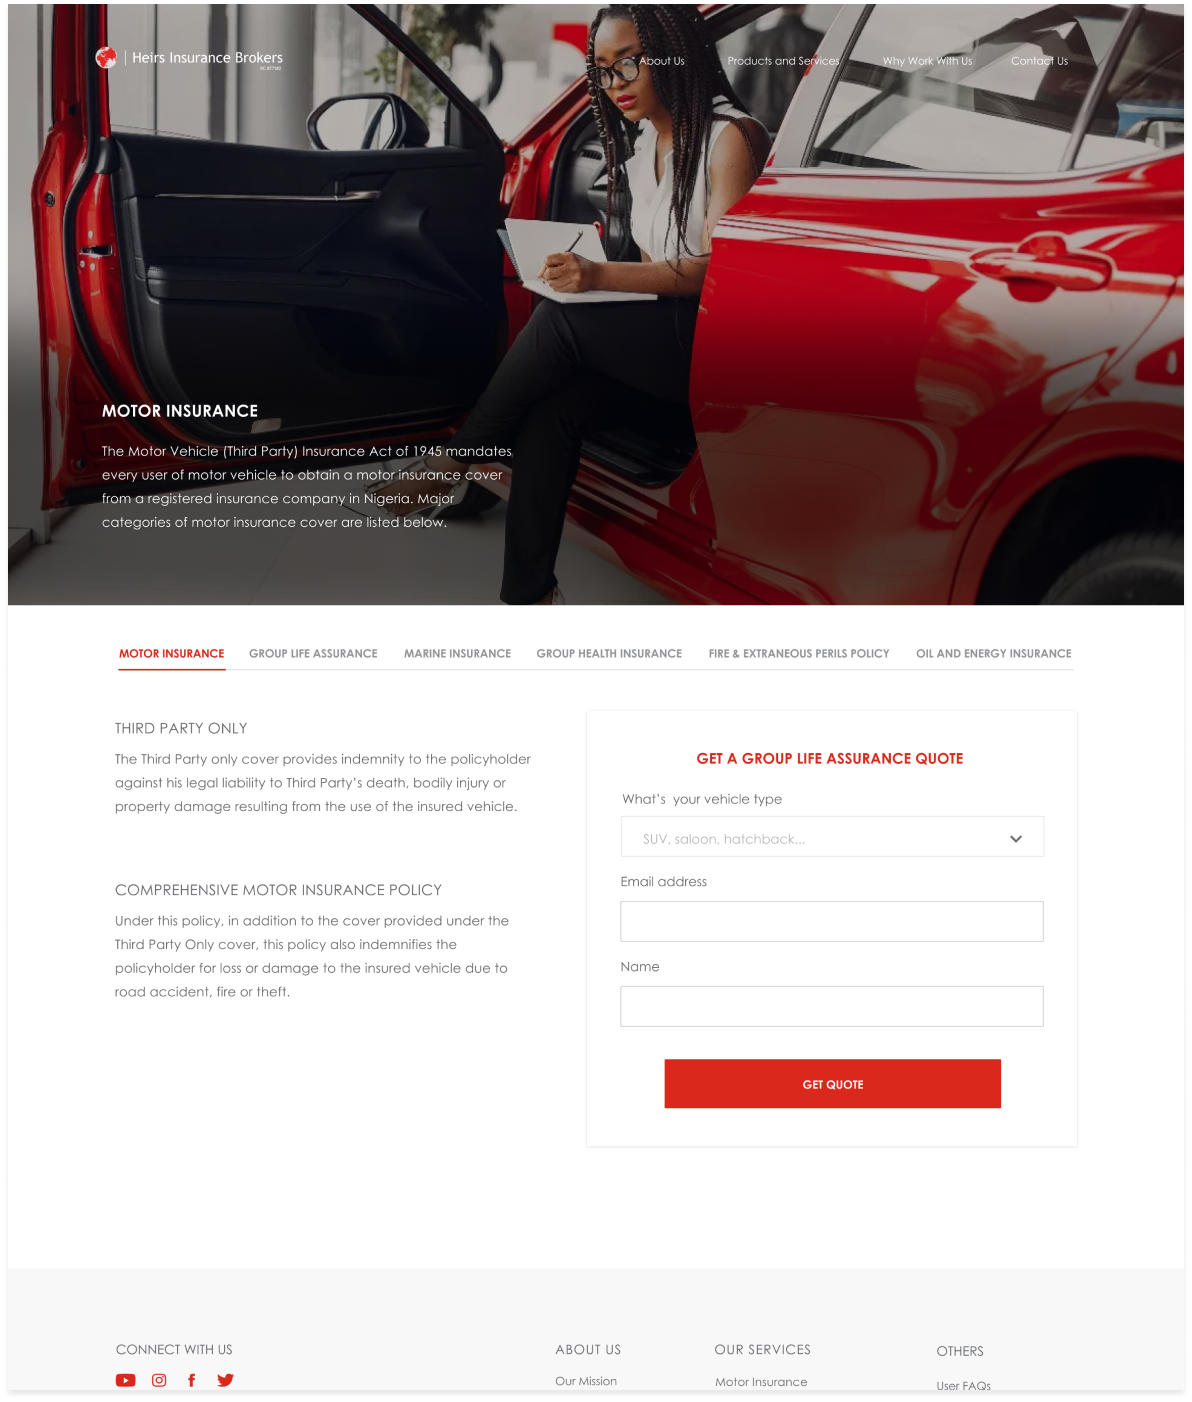 Heirs Insurance Brokers
RC 877982
About Us
Products and Services
Why Work With Us
Contact Us
MOTOR INSURANCE
The Motor Vehicle (Third Party) Insurance Act of 1945 mandates
every user of motor vehicle to obtain a motor insurance cover
from a registered insurance company in Nigeria. Major
categories of motor insurance cover are listed below.
MOTOR INSURANCE
GROUP LIFE ASSURANCE
MARINE INSURANCE
GROUP HEALTH INSURANCE
FIRE & EXTRANEOUS PERILS POLICY
OIL AND ENERGY INSURANCE
THIRD PARTY ONLY
The Third Party only cover provides indemnity to the policyholder
against his legal liability to Third Party’s death, bodily injury or
property damage resulting from the use of the insured vehicle.
COMPREHENSIVE MOTOR INSURANCE POLICY
Under this policy, in addition to the cover provided under the
Third Party Only cover, this policy also indemnifies the
policyholder for loss or damage to the insured vehicle due to
road accident, fire or theft.
GET A GROUP LIFE ASSURANCE QUOTE
What’s  your vehicle type
SUV, saloon, hatchback...
Email address
Name
GET QUOTE
CONNECT WITH US
ABOUT US
Our Mission
OUR SERVICES
Motor Insurance
OTHERS
User FAQs